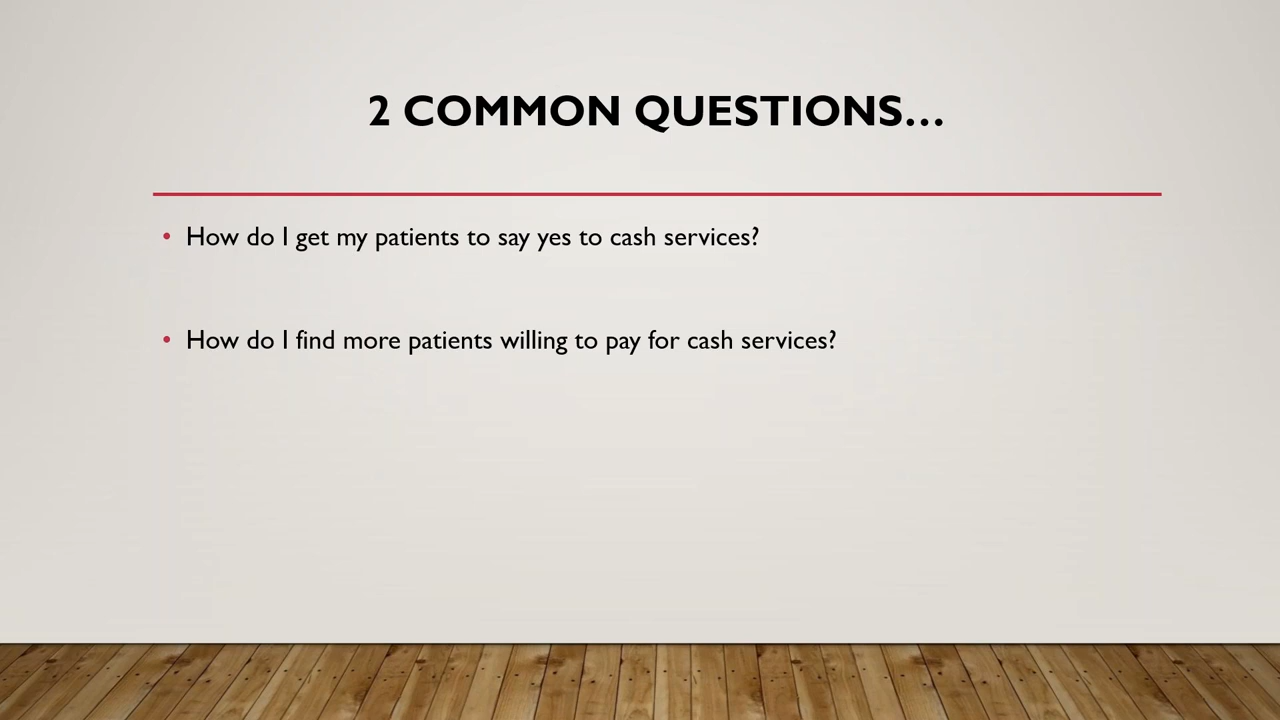 2 COMMON QUESTIONS…
• How do I get my patients to say yes to cash services?
• How do I find more patients willing to pay for cash services?